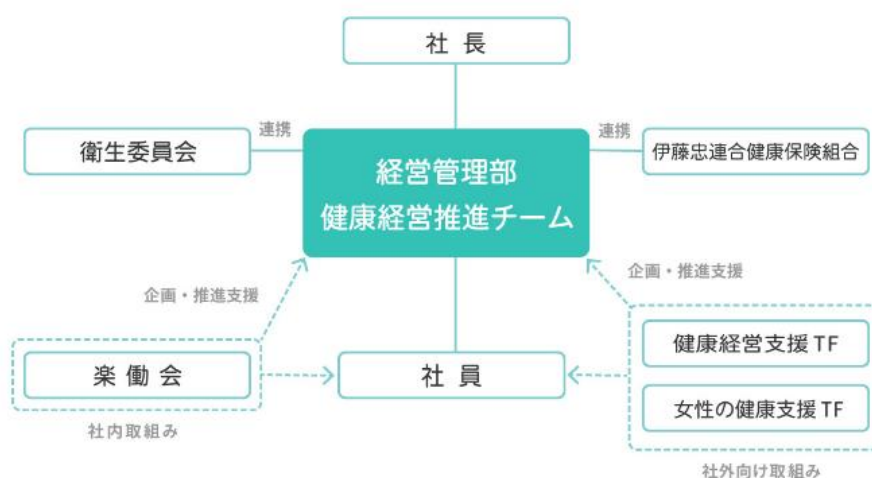 社長
連携
連携
衛生委員会
経営管理部
健康経営推進チーム
伊藤忠連合健康保険組合
企画・推進支援
企画・推進支援
楽働会
社員
健康経営支援TF
女性の健康支援TF
社内取組み
社外向け取組み